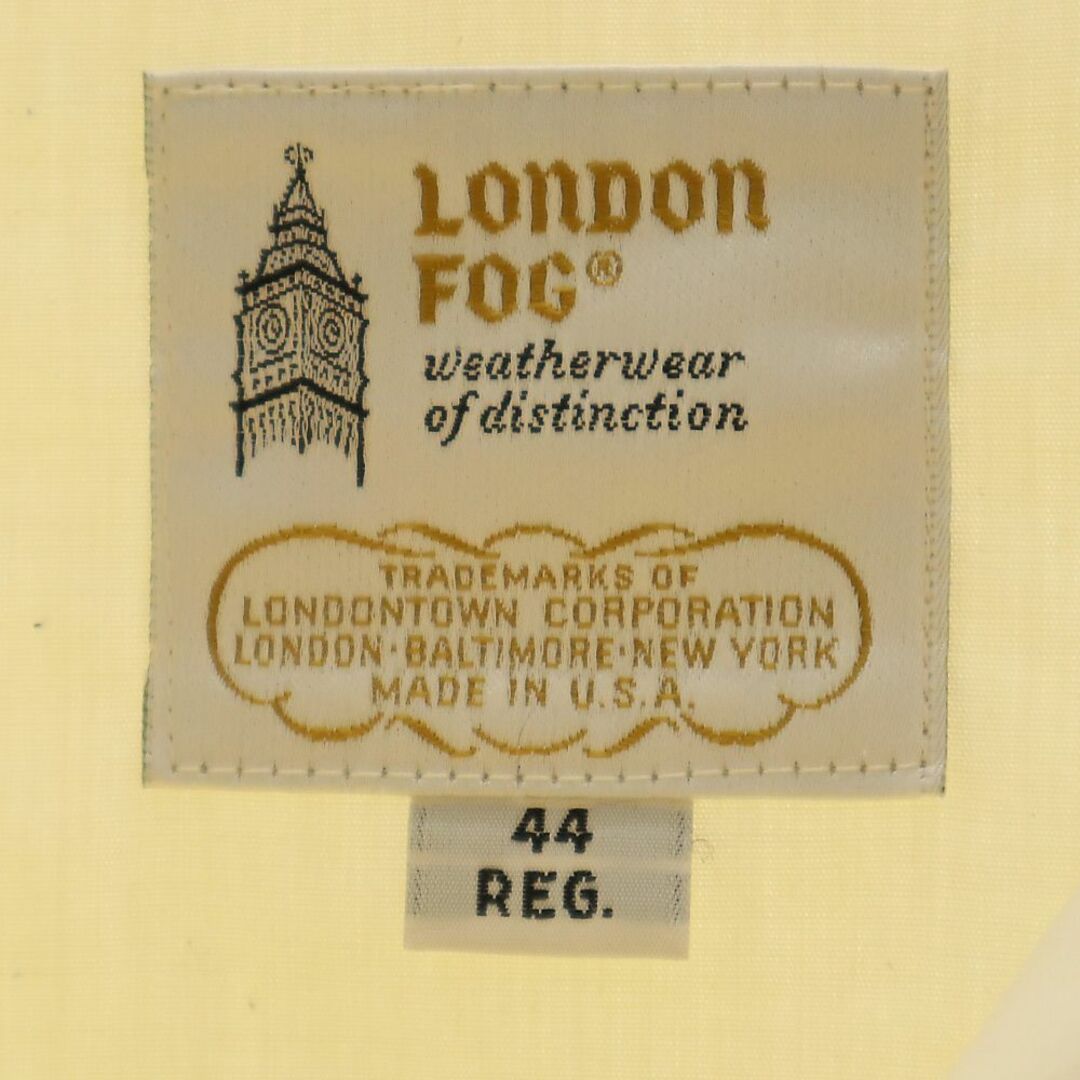 LONDON
FOG®
weatherwear
of distinction
TRADEMARKS OF
LONDONTOWN CORPORATION
LONDON·BALTIMORE·NEW YORK
MADE IN U.S.A.
44
REG.